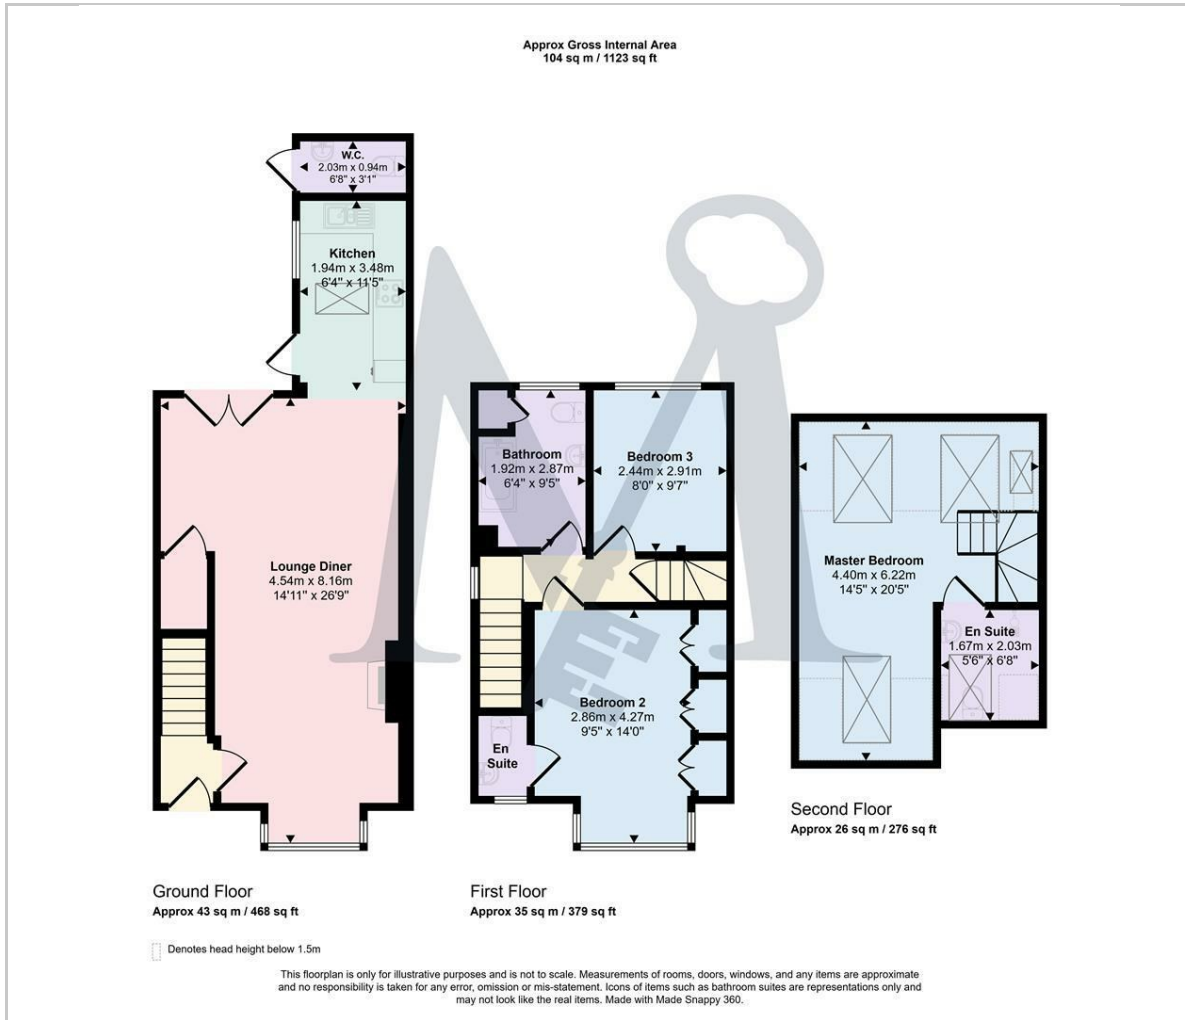 Approx Gross Internal Area
104 sq m / 1123 sq ft
W.C.
2.03m x 0.94m
6'8" x 3'1"
Kitchen
1.94m x 3.48m
6'4" x 11'5"
Lounge Diner
4.54m x 8.16m
14'11" x 26'9"
Ground Floor
Approx 43 sq m / 468 sq ft
Bathroom
1.92m x 2.87m
6'4" x 9'5"
Bedroom 3
2.44m x 2.91m
8'0" x 9'7"
Bedroom 2
2.86m x 4.27m
9'5" x 14'0"
En
Suite
First Floor
Approx 35 sq m / 379 sq ft
Master Bedroom
4.40m x 6.22m
14'5" x 20'5"
En Suite
1.67m x 2.03m
5'6" x 6'8"
Second Floor
Approx 26 sq m / 276 sq ft
Denotes head height below 1.5m
This floorplan is only for illustrative purposes and is not to scale. Measurements of rooms, doors, windows, and any items are approximate
and no responsibility is taken for any error, omission or mis-statement. Icons of items such as bathroom suites are representations only and
may not look like the real items. Made with Made Snappy 360.